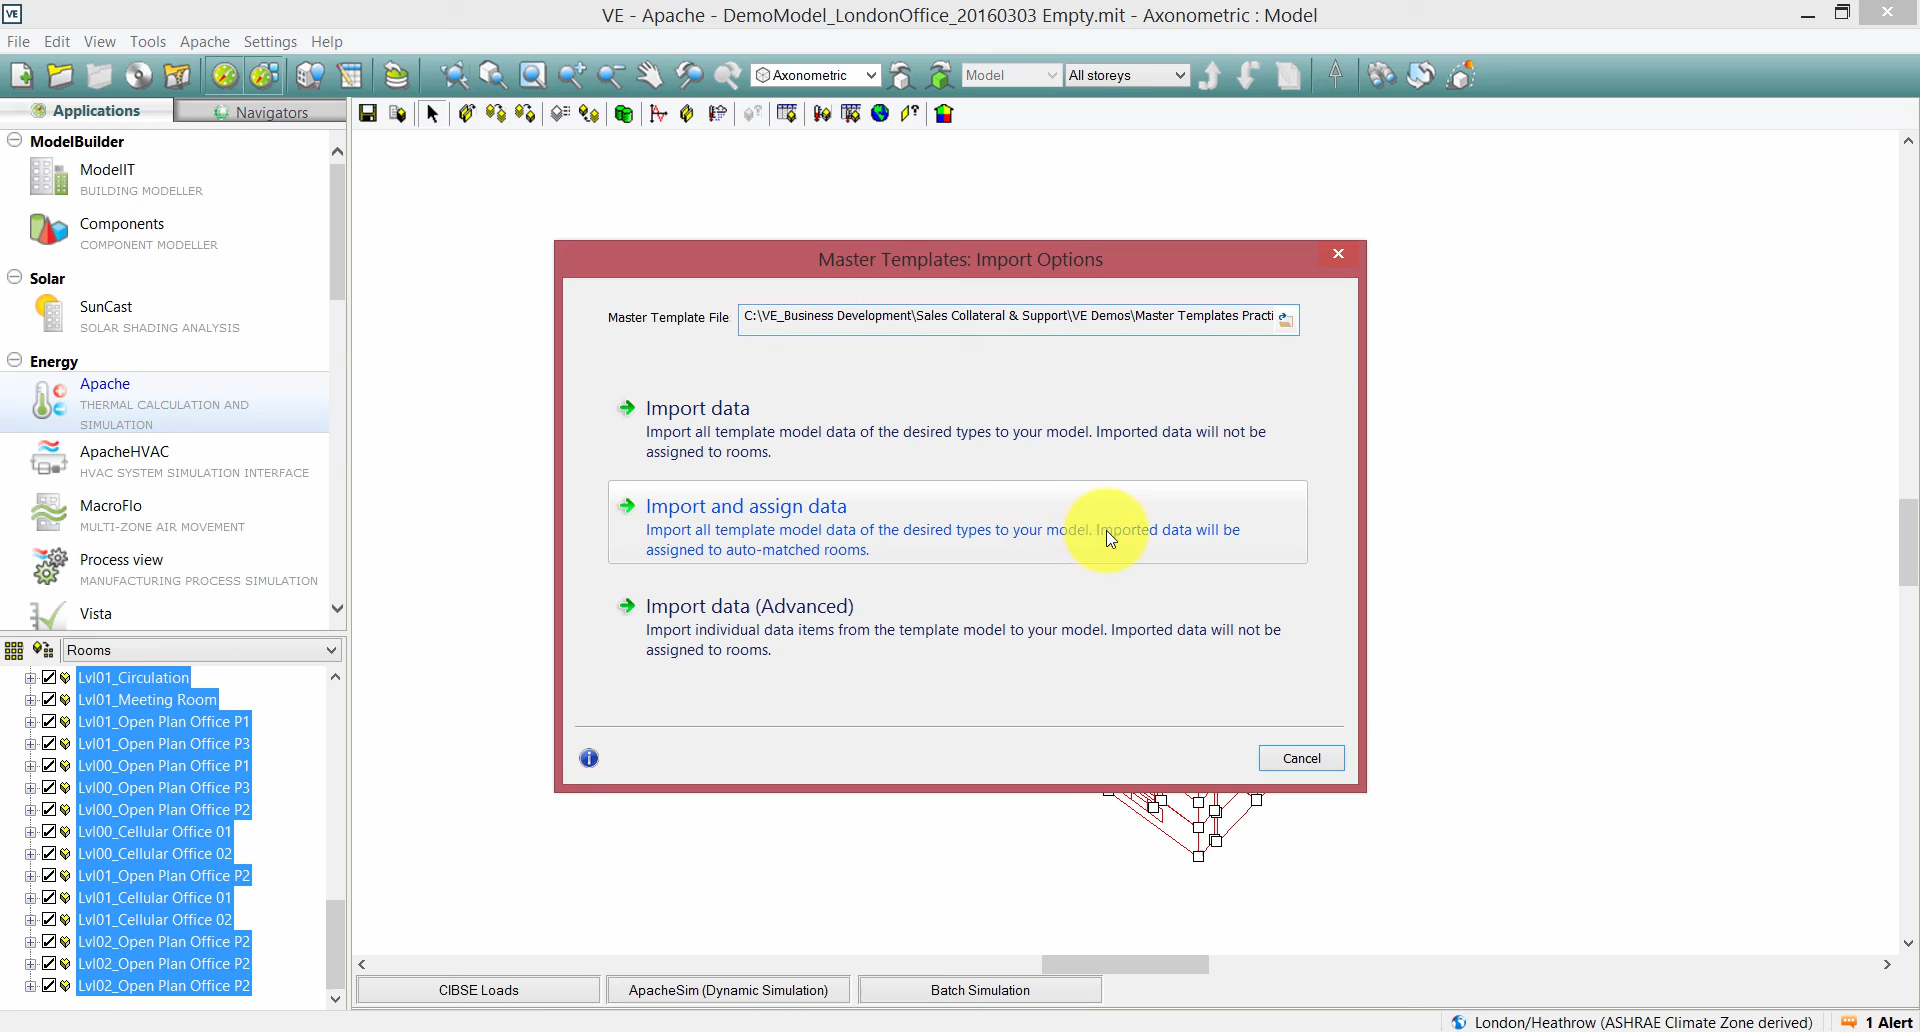 VE
VE - Apache - DemoModel_LondonOffice_20160303 Empty.mit - Axonometric : Model
File Edit View Tools Apache Settings Help
Axonometric
Model
All storeys
Applications
Navigators
ModelBuilder
ModelIT
BUILDING MODELLER
Components
COMPONENT MODELLER
Solar
SunCast
SOLAR SHADING ANALYSIS
Energy
Apache
THERMAL CALCULATION AND
SIMULATION
ApacheHVAC
HVAC SYSTEM SIMULATION INTERFACE
MacroFlo
MULTI-ZONE AIR MOVEMENT
Process view
MANUFACTURING PROCESS SIMULATION
Vista
Rooms
Lvl01_Circulation
Lvl01_Meeting Room
Lvl01_Open Plan Office P1
Lvl01_Open Plan Office P3
Lvl00_Open Plan Office P1
Lvl00_Open Plan Office P3
Lvl00_Open Plan Office P2
Lvl00_Cellular Office 01
Lvl00_Cellular Office 02
Lvl01_Open Plan Office P2
Lvl01_Cellular Office 01
Lvl01_Cellular Office 02
Lvl02_Open Plan Office P2
Lvl02_Open Plan Office P2
Lvl02_Open Plan Office P2
Master Templates: Import Options
Master Template File
C:\VE_Business Development\Sales Collateral & Support\VE Demos\Master Templates Practi
Import data
Import all template model data of the desired types to your model. Imported data will not be
assigned to rooms.
Import and assign data
Import all template model data of the desired types to your model. Imported data will be
assigned to auto-matched rooms.
Import data (Advanced)
Import individual data items from the template model to your model. Imported data will not be
assigned to rooms.
Cancel
CIBSE Loads
ApacheSim (Dynamic Simulation)
Batch Simulation
London/Heathrow (ASHRAE Climate Zone derived)
1 Alert